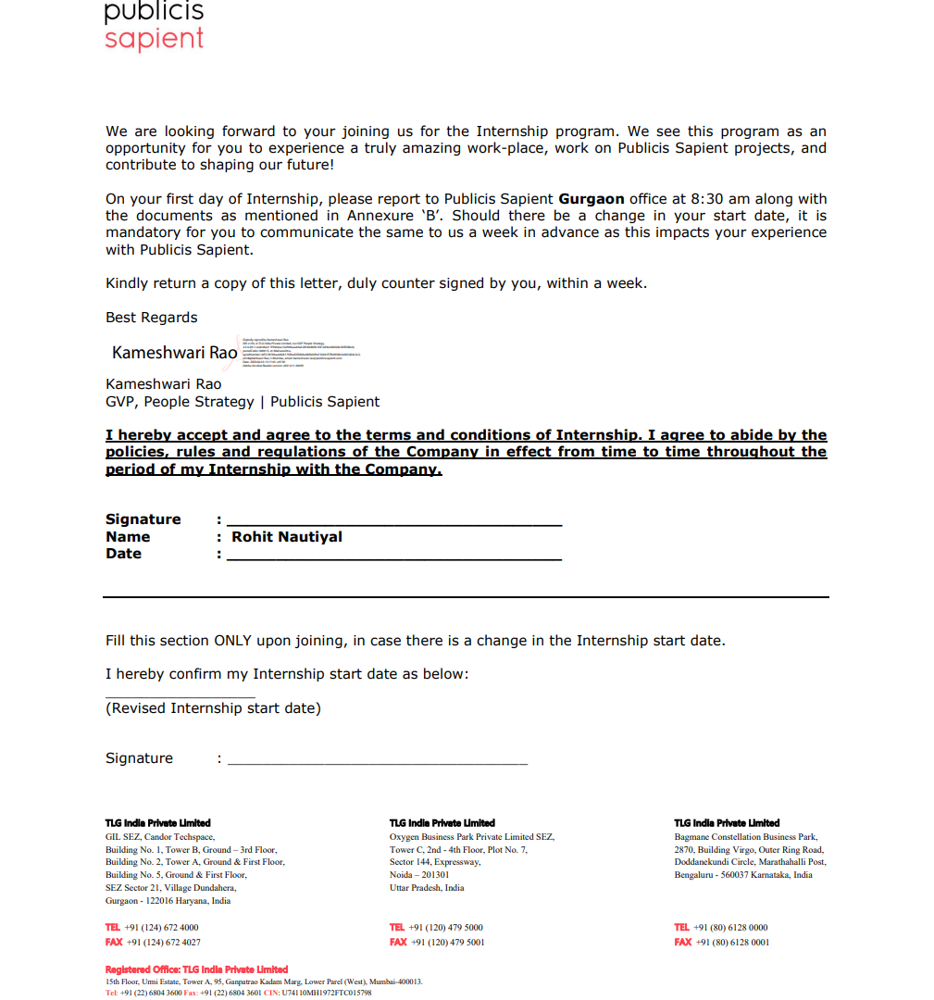 publicis
sapient
We are looking forward to your joining us for the Internship program. We see this program as an
opportunity for you to experience a truly amazing work-place, work on Publicis Sapient projects, and
contribute to shaping our future!
On your first day of Internship, please report to Publicis Sapient Gurgaon office at 8:30 am along with
the documents as mentioned in Annexure ‘B’. Should there be a change in your start date, it is
mandatory for you to communicate the same to us a week in advance as this impacts your experience
with Publicis Sapient.
Kindly return a copy of this letter, duly counter signed by you, within a week.
Best Regards
Kameshwari Rao
Digitally signed by Kameshwari Rao
Kameshwari Rao
GVP, People Strategy | Publicis Sapient
I hereby accept and agree to the terms and conditions of Internship. I agree to abide by the
policies, rules and regulations of the Company in effect from time to time throughout the
period of my Internship with the Company.
Signature : ______________________________________
Name : Rohit Nautiyal
Date : ______________________________________
Fill this section ONLY upon joining, in case there is a change in the Internship start date.
I hereby confirm my Internship start date as below:
___________________
(Revised Internship start date)
Signature : ______________________________________
TLG India Private Limited
GIL SEZ, Candor Techspace,
Building No. 1, Tower B, Ground – 3rd Floor,
Building No. 2, Tower A, Ground & First Floor,
Building No. 5, Ground & First Floor,
SEZ Sector 21, Village Dundahera,
Gurgaon - 122016 Haryana, India
TEL +91 (124) 672 4000
FAX +91 (124) 672 4027
TLG India Private Limited
Oxygen Business Park Private Limited SEZ,
Tower C, 2nd - 4th Floor, Plot No. 7,
Sector 144, Expressway,
Noida – 201301
Uttar Pradesh, India
TEL +91 (120) 479 5000
FAX +91 (120) 479 5001
TLG India Private Limited
Bagmane Constellation Business Park,
2870, Building Virgo, Outer Ring Road,
Doddanekundi Circle, Marathahalli Post,
Bengaluru - 560037 Karnataka, India
TEL +91 (80) 6128 0000
FAX +91 (80) 6128 0001
Registered Office: TLG India Private Limited
15th Floor, Urmi Estate, Tower A, 95, Ganpatrao Kadam Marg, Lower Parel (West), Mumbai-400013.
Tel: +91 (22) 6804 3600 Fax: +91 (22) 6804 3601 CIN: U74110MH1972FTC015798